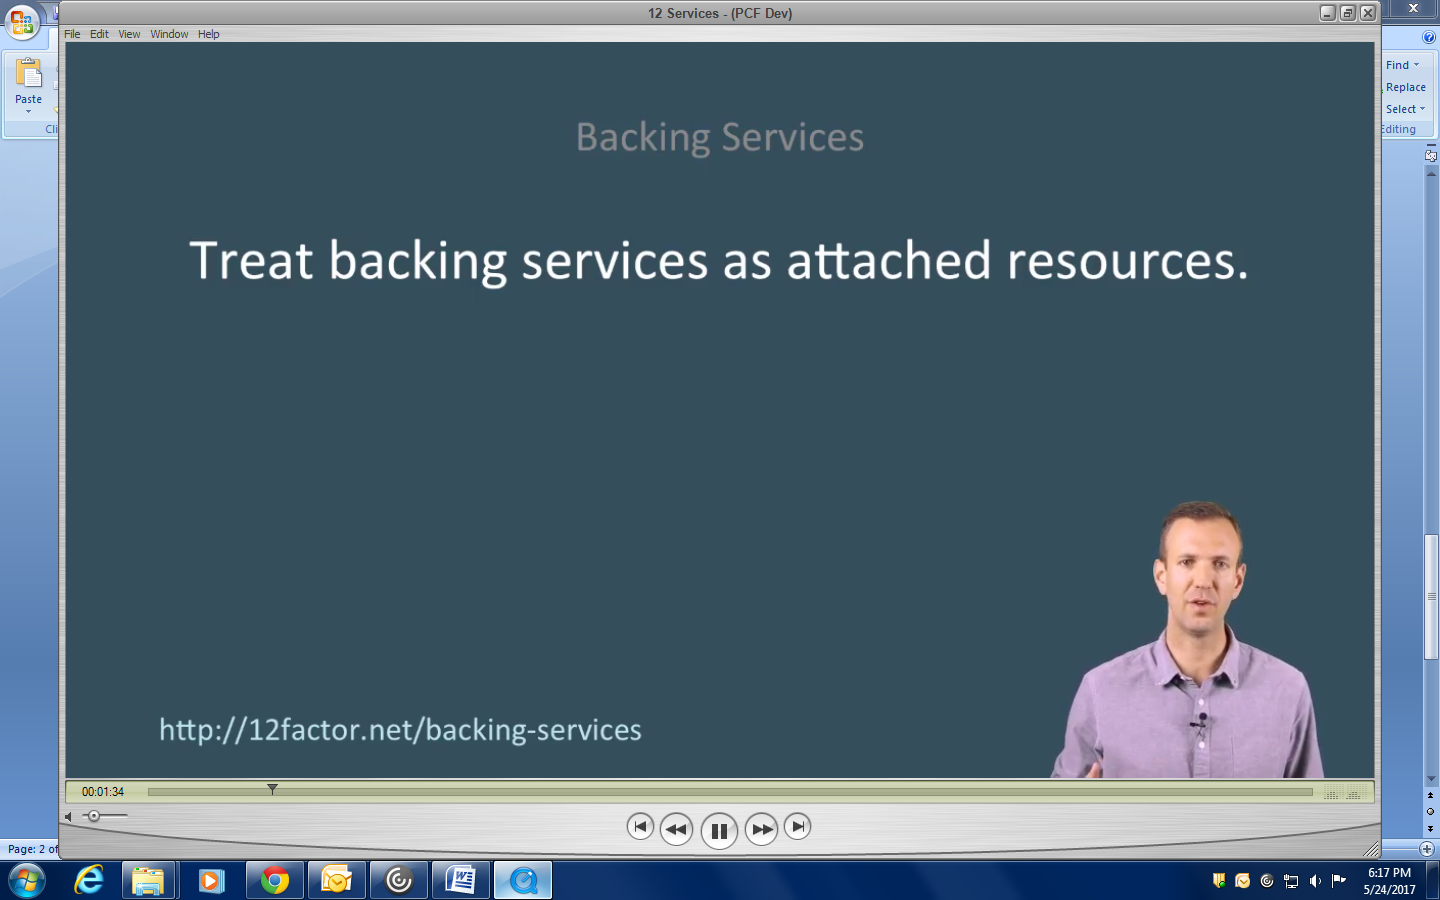 12 Services - (PCF Dev)
File Edit View Window Help
Paste
Cli
Find
Replace
Select
Editing
Backing Services
Treat backing services as attached resources.
http://12factor.net/backing-services
00:01:34
Page: 2 of
6:17 PM
5/24/2017